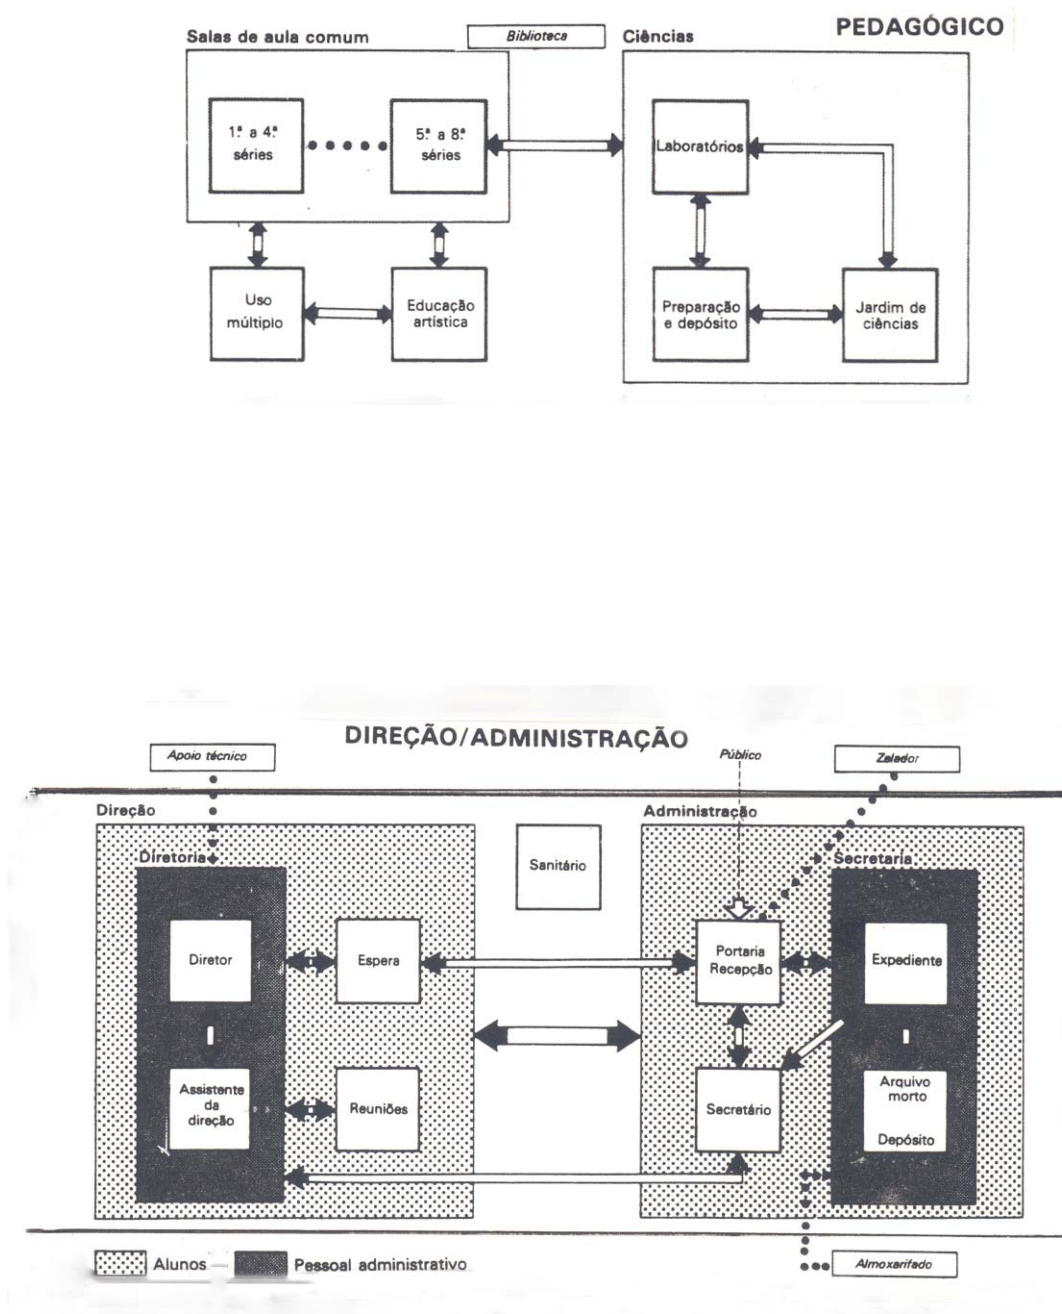 PEDAGÓGICO
Salas de aula comum
Biblioteca
Ciências
1ª a 4ª
séries
5ª a 8ª
séries
Laboratórios
Uso
múltiplo
Educação
artística
Preparação
e depósito
Jardim de
ciências
DIREÇÃO/ADMINISTRAÇÃO
Apoio técnico
Público
Zelador
Direção
Administração
Diretoria
Sanitário
Secretaria
Diretor
Espera
Portaria
Recepção
Expediente
Assistente
da
direção
Reuniões
Secretário
Arquivo
morto
Depósito
Alunos
Pessoal administrativo
Almoxarifado